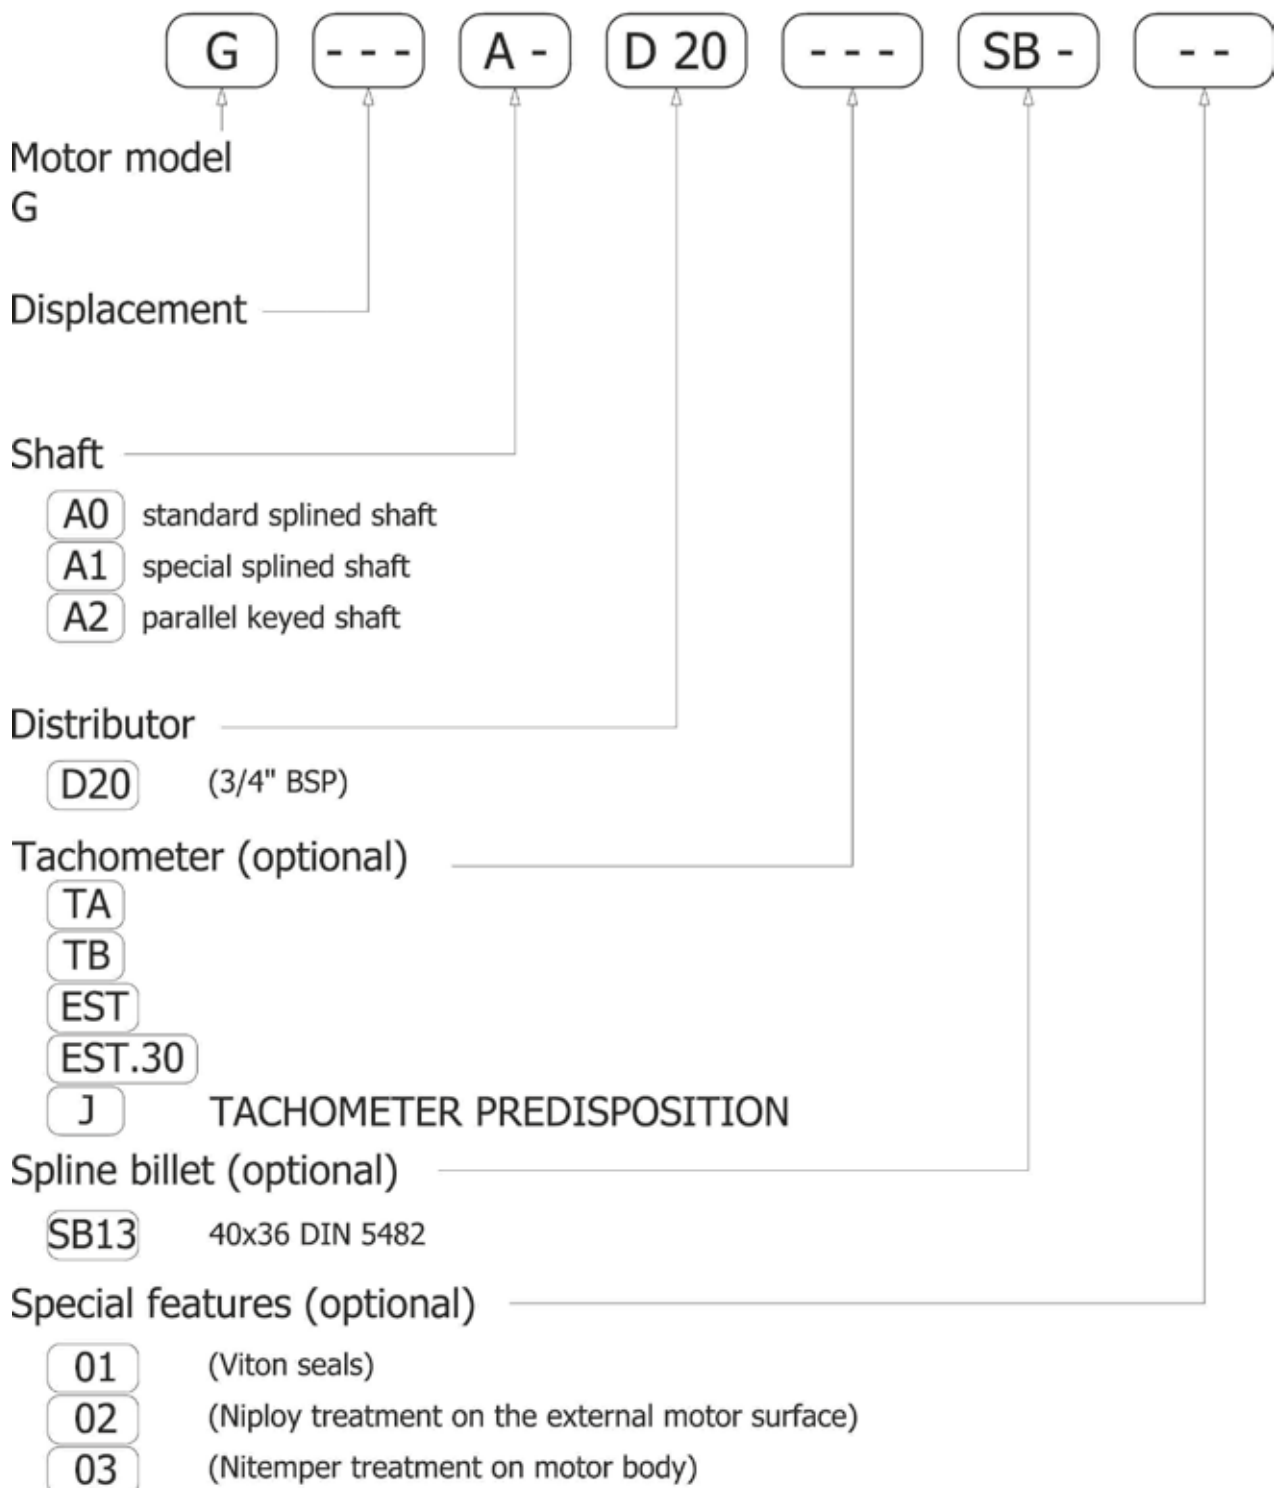 G --- A - D 20 --- SB - --
Motor model
G
Displacement
Shaft
A0 standard splined shaft
A1 special splined shaft
A2 parallel keyed shaft
Distributor
D20 (3/4" BSP)
Tachometer (optional)
TA
TB
EST
EST.30
J TACHOMETER PREDISPOSITION
Spline billet (optional)
SB13 40x36 DIN 5482
Special features (optional)
01 (Viton seals)
02 (Niploy treatment on the external motor surface)
03 (Nitemper treatment on motor body)